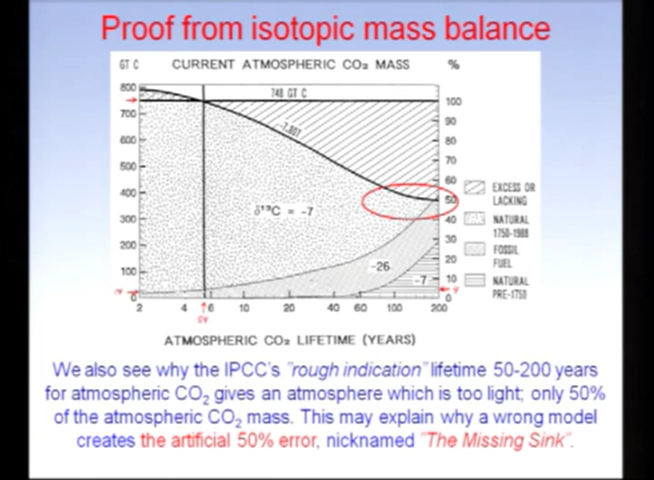 Proof from isotopic mass balance
GT C CURRENT ATMOSPHERIC CO₂ MASS %
748 GT C
800
700
600
500
400
300
200
100
0
100
90
80
70
60
50
40
30
20
10
0
δ¹³C = -7
-26
-7
EXCESS OR
LACKING
NATURAL
1750-1988
FOSSIL
FUEL
NATURAL
PRE-1750
2 4 6 10 20 40 60 100 200
ATMOSPHERIC CO₂ LIFETIME (YEARS)
We also see why the IPCC's "rough indication" lifetime 50-200 years
for atmospheric CO₂ gives an atmosphere which is too light; only 50%
of the atmospheric CO₂ mass. This may explain why a wrong model
creates the artificial 50% error, nicknamed "The Missing Sink".